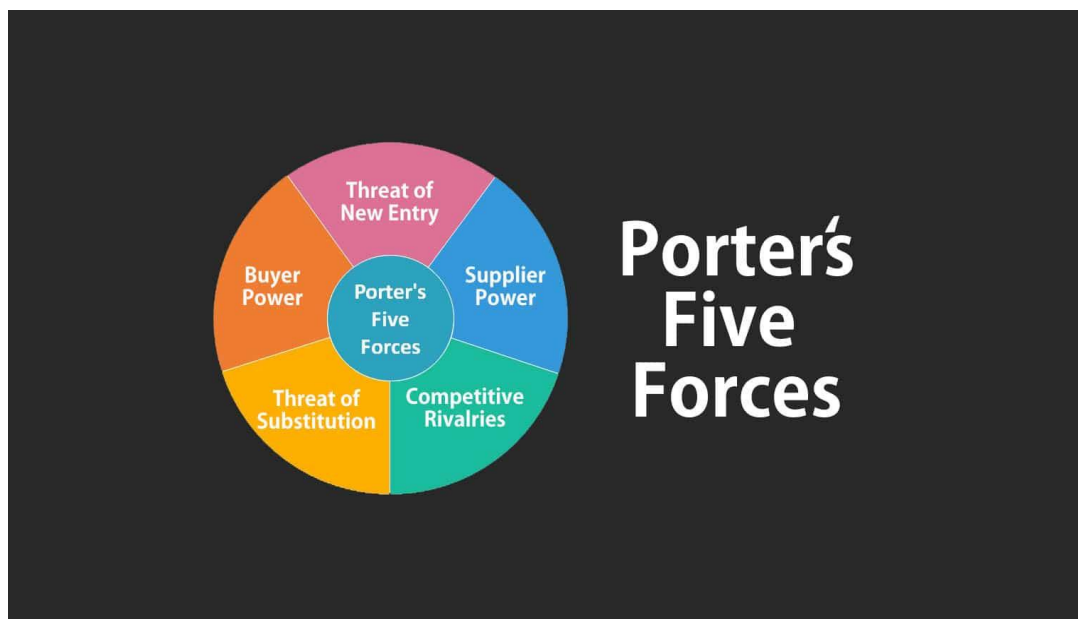 Threat of
New Entry
Buyer
Power
Porter's
Five
Forces
Supplier
Power
Threat of
Substitution
Competitive
Rivalries
Porter‘s
Five
Forces